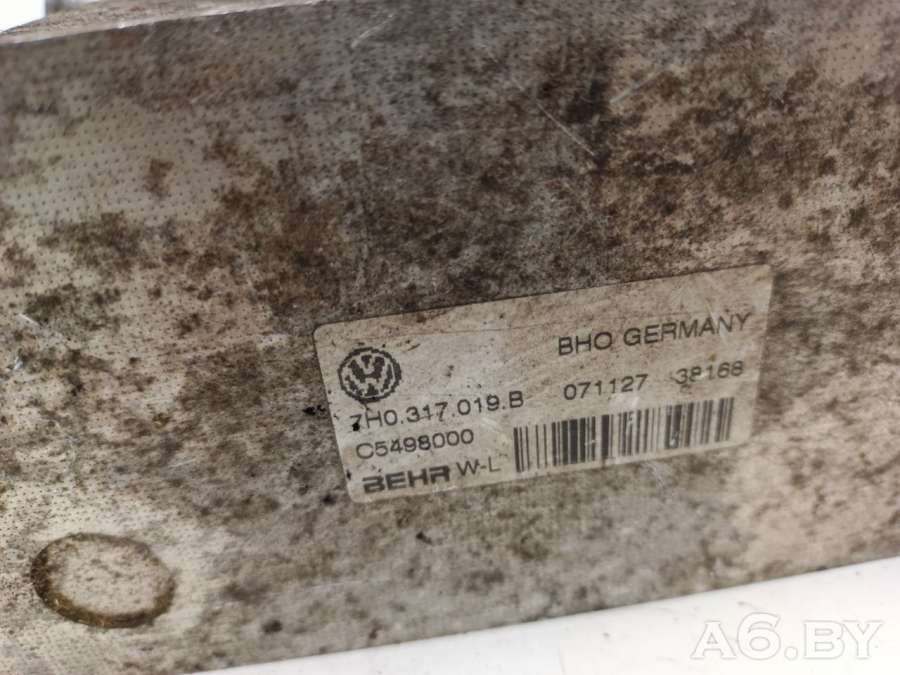 BHO GERMANY
7H0.317.019.B 071127 38168
C5498000
BEHR W-L
A6.BY